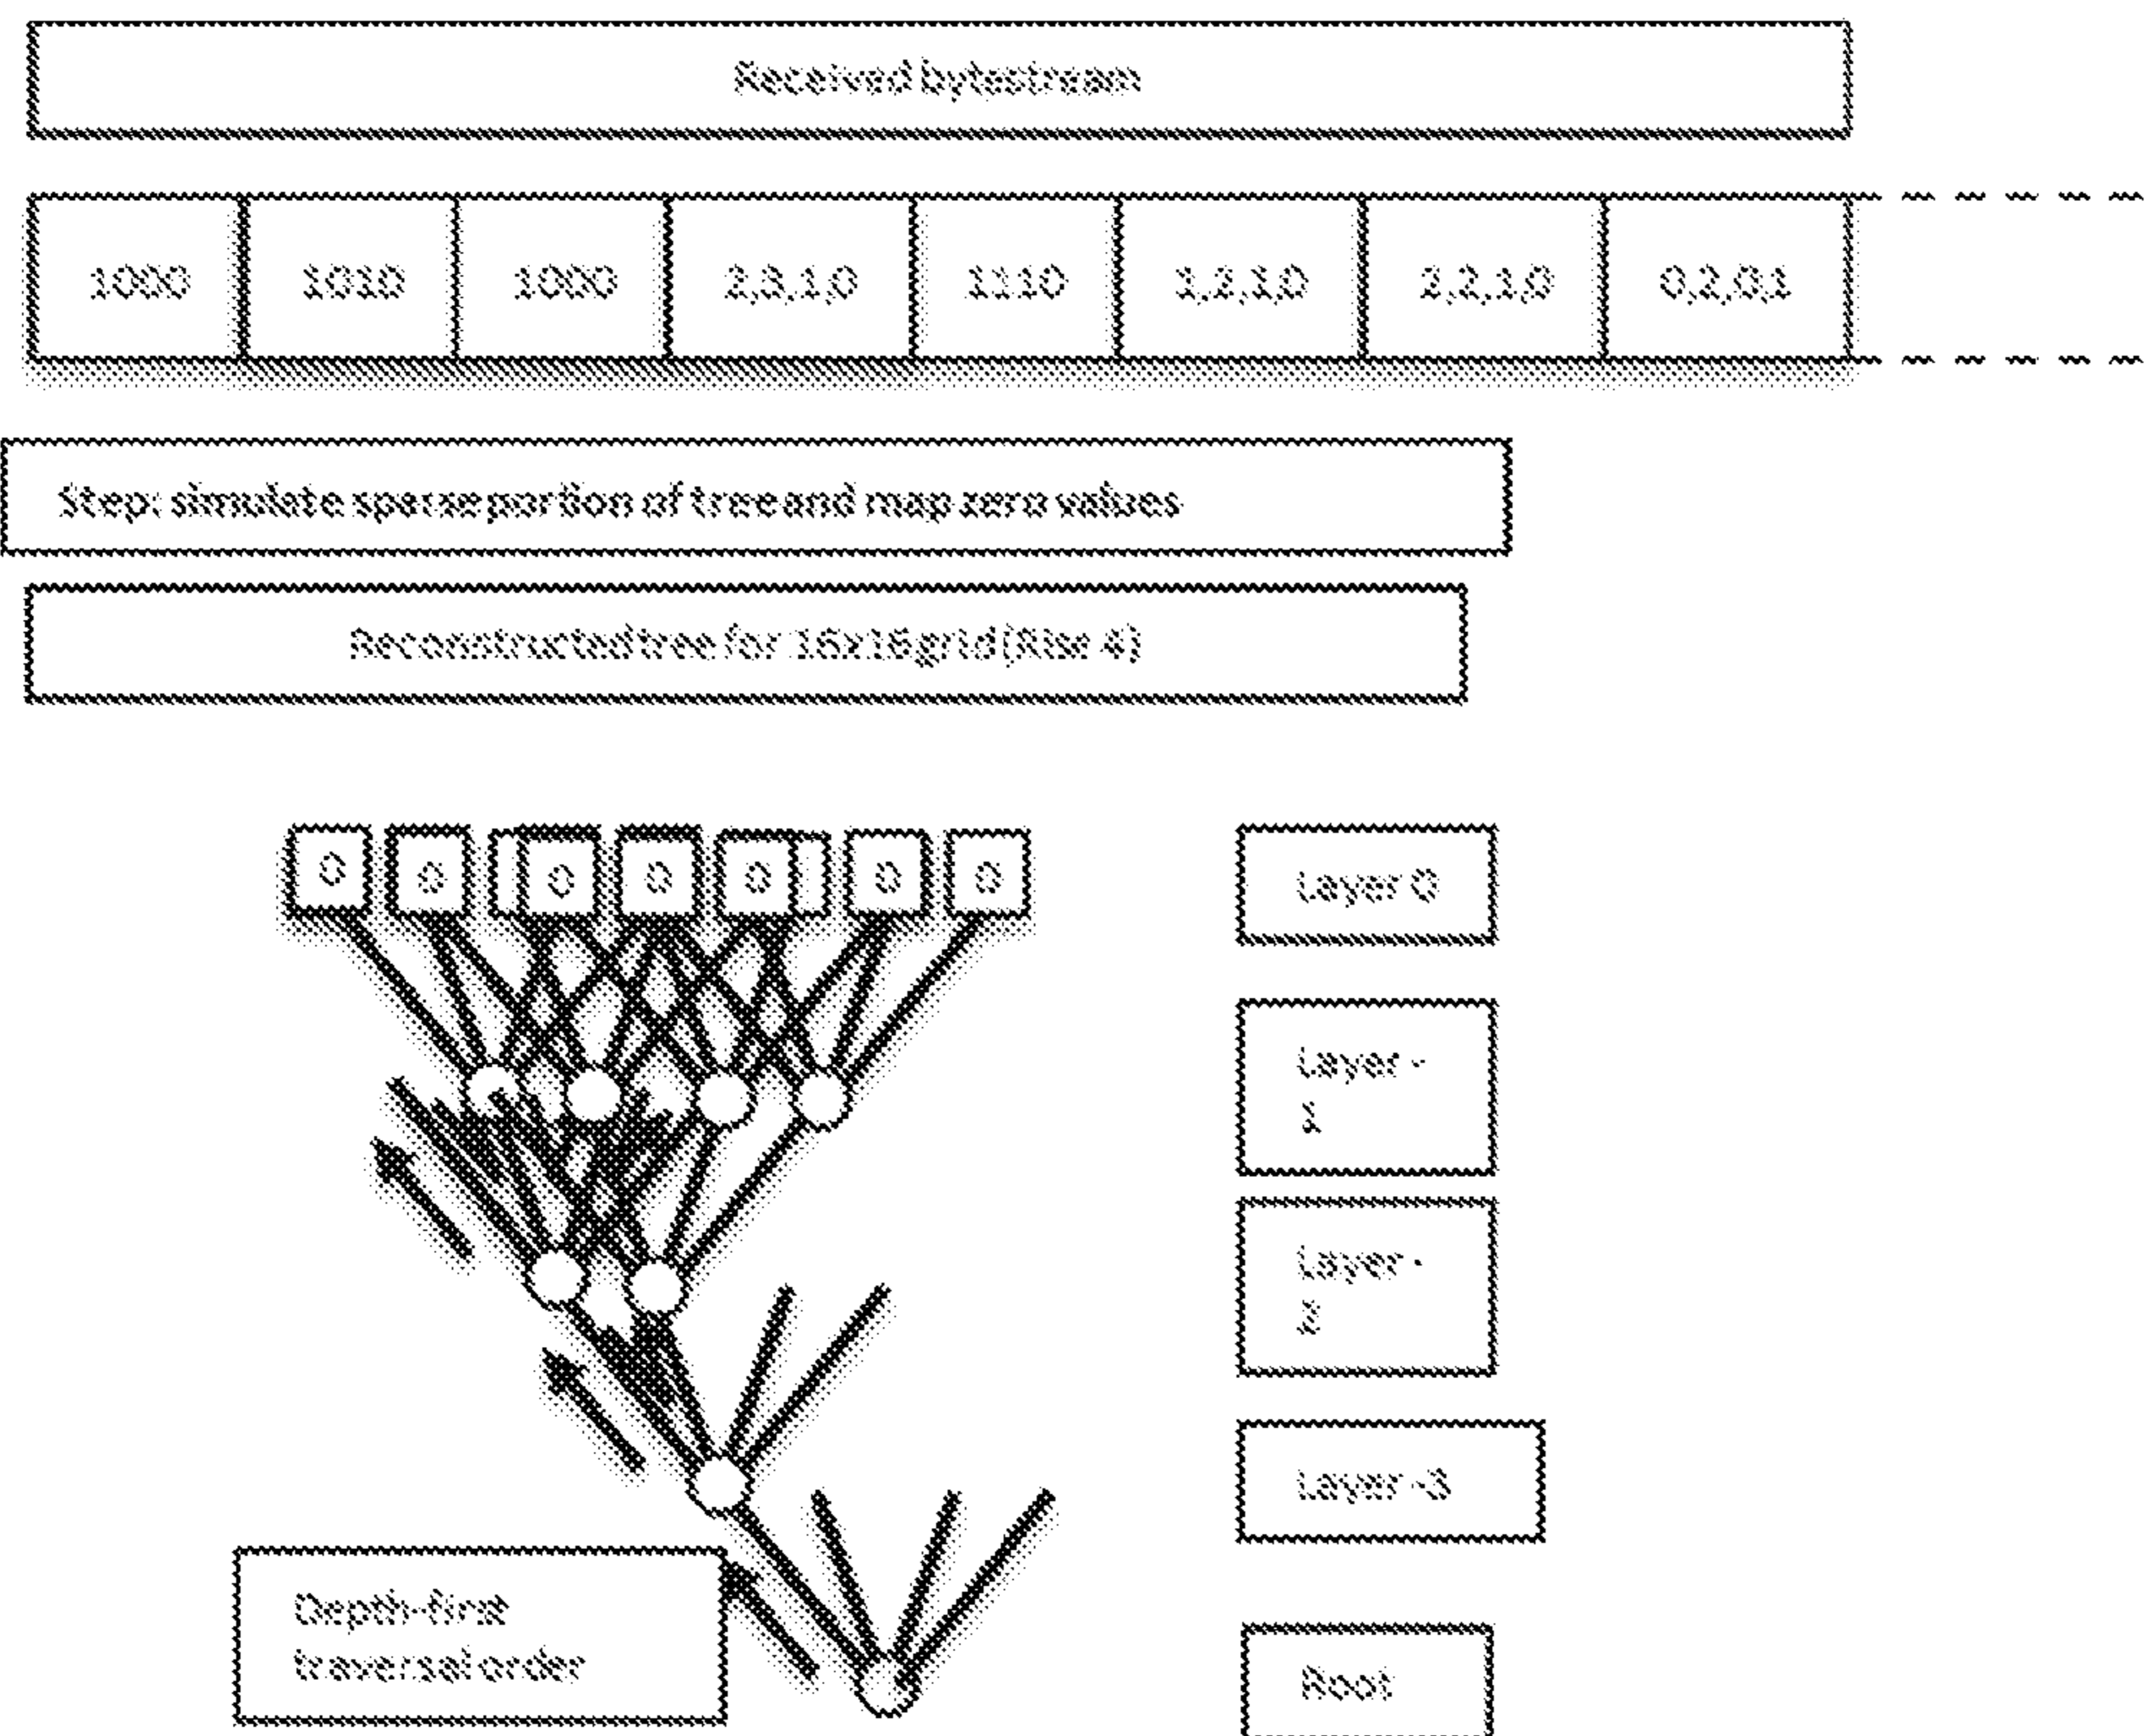 Received bytestream
1000 1010 1000 2,3,1,0 1110 1,2,1,0 2,2,1,0 0,2,0,1
Step: simulate sparse portion of tree and map zero values
Reconstructed tree for 16x16 grid (Rise 4)
0 0 0 0 0 0 0
Layer 0
Layer -
1
Layer -
2
Layer -3
Depth-first
traversal order
Root